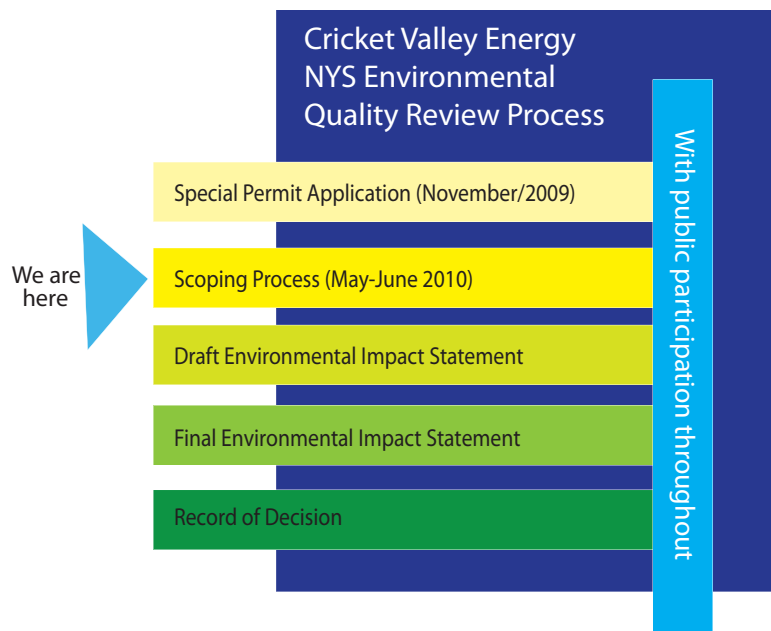 Cricket Valley Energy
NYS Environmental
Quality Review Process
With public participation throughout
Special Permit Application (November/2009)
We are
here
Scoping Process (May-June 2010)
Draft Environmental Impact Statement
Final Environmental Impact Statement
Record of Decision